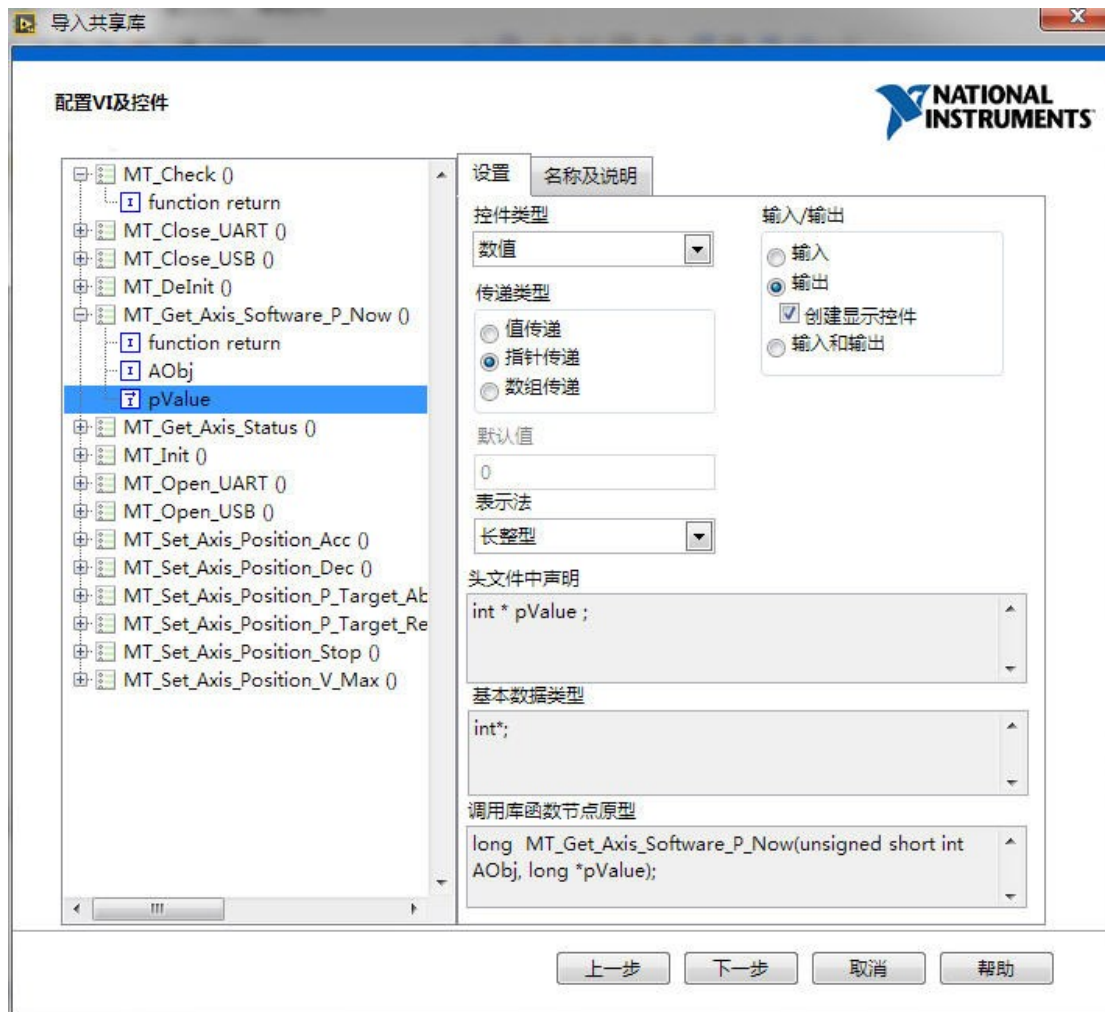 导入共享库
配置VI及控件
NATIONAL
INSTRUMENTS
MT_Check ()
function return
MT_Close_UART ()
MT_Close_USB ()
MT_DeInit ()
MT_Get_Axis_Software_P_Now ()
function return
AObj
pValue
MT_Get_Axis_Status ()
MT_Init ()
MT_Open_UART ()
MT_Open_USB ()
MT_Set_Axis_Position_Acc ()
MT_Set_Axis_Position_Dec ()
MT_Set_Axis_Position_P_Target_Ab
MT_Set_Axis_Position_P_Target_Re
MT_Set_Axis_Position_Stop ()
MT_Set_Axis_Position_V_Max ()
设置
名称及说明
控件类型
数值
传递类型
值传递
指针传递
数组传递
默认值
0
表示法
长整型
输入/输出
输入
输出
创建显示控件
输入和输出
头文件中声明
int * pValue ;
基本数据类型
int*;
调用库函数节点原型
long MT_Get_Axis_Software_P_Now(unsigned short int
AObj, long *pValue);
上一步
下一步
取消
帮助